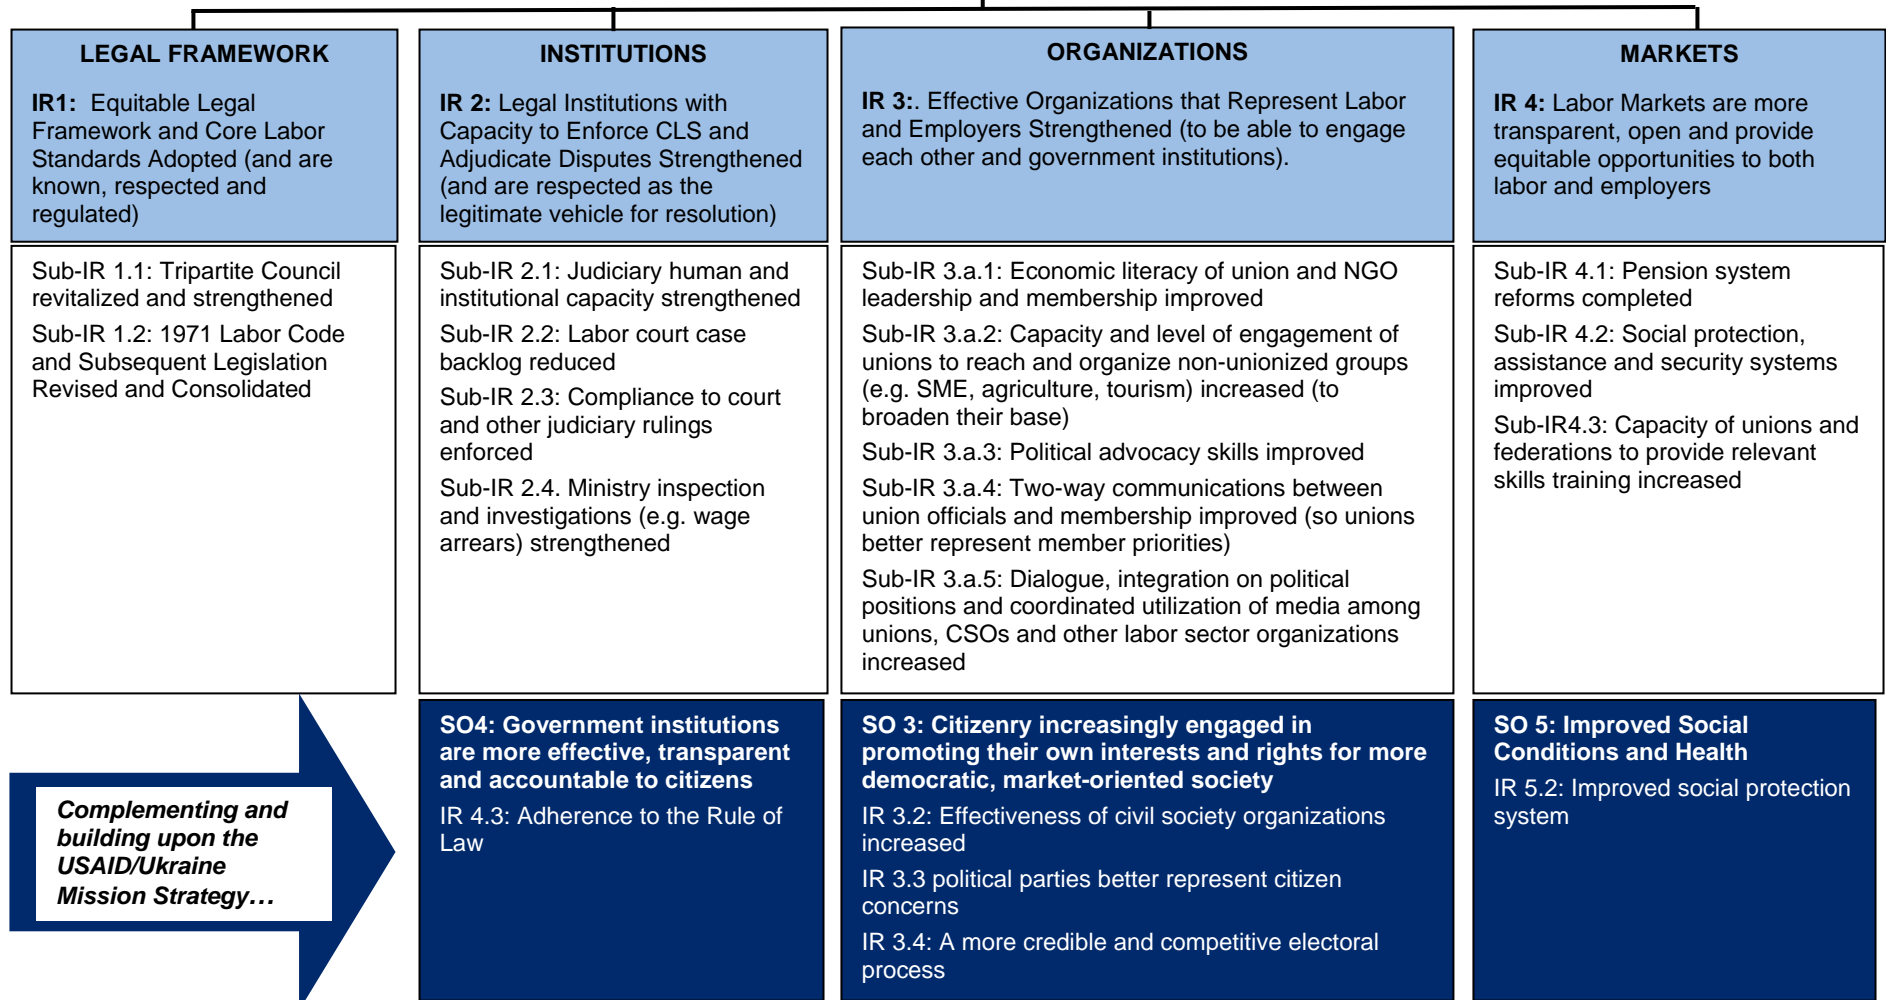 LEGAL FRAMEWORK
IR1: Equitable Legal
Framework and Core Labor
Standards Adopted (and are
known, respected and
regulated)
INSTITUTIONS
IR 2: Legal Institutions with
Capacity to Enforce CLS and
Adjudicate Disputes Strengthened
(and are respected as the
legitimate vehicle for resolution)
ORGANIZATIONS
IR 3:. Effective Organizations that Represent Labor
and Employers Strengthened (to be able to engage
each other and government institutions).
MARKETS
IR 4: Labor Markets are more
transparent, open and provide
equitable opportunities to both
labor and employers
Sub-IR 1.1: Tripartite Council
revitalized and strengthened
Sub-IR 1.2: 1971 Labor Code
and Subsequent Legislation
Revised and Consolidated
Sub-IR 2.1: Judiciary human and
institutional capacity strengthened
Sub-IR 2.2: Labor court case
backlog reduced
Sub-IR 2.3: Compliance to court
and other judiciary rulings
enforced
Sub-IR 2.4. Ministry inspection
and investigations (e.g. wage
arrears) strengthened
Sub-IR 3.a.1: Economic literacy of union and NGO
leadership and membership improved
Sub-IR 3.a.2: Capacity and level of engagement of
unions to reach and organize non-unionized groups
(e.g. SME, agriculture, tourism) increased (to
broaden their base)
Sub-IR 3.a.3: Political advocacy skills improved
Sub-IR 3.a.4: Two-way communications between
union officials and membership improved (so unions
better represent member priorities)
Sub-IR 3.a.5: Dialogue, integration on political
positions and coordinated utilization of media among
unions, CSOs and other labor sector organizations
increased
Sub-IR 4.1: Pension system
reforms completed
Sub-IR 4.2: Social protection,
assistance and security systems
improved
Sub-IR4.3: Capacity of unions and
federations to provide relevant
skills training increased
Complementing and
building upon the
USAID/Ukraine
Mission Strategy…
SO4: Government institutions
are more effective, transparent
and accountable to citizens
IR 4.3: Adherence to the Rule of
Law
SO 3: Citizenry increasingly engaged in
promoting their own interests and rights for more
democratic, market-oriented society
IR 3.2: Effectiveness of civil society organizations
increased
IR 3.3 political parties better represent citizen
concerns
IR 3.4: A more credible and competitive electoral
process
SO 5: Improved Social
Conditions and Health
IR 5.2: Improved social protection
system